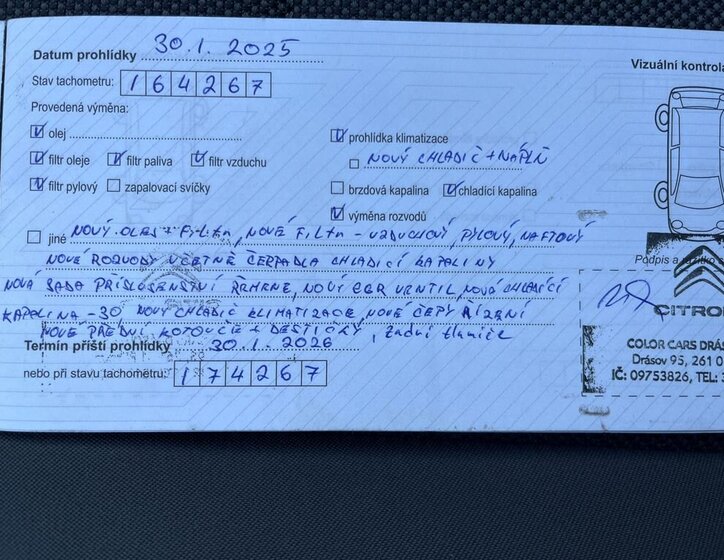 Datum prohlídky 30.1. 2025
Vizuální kontrola
Stav tachometru: 164267
Provedená výměna:
olej
prohlídka klimatizace
NOVÝ CHLADIČ + NÁPLŇ
filtr oleje filtr paliva filtr vzduchu
filtr pylový zapalovací svíčky
brzdová kapalina chladící kapalina
výměna rozvodů
jiné NOVÝ OLEJ + FILTR, NOVÉ FILTR - VZDUCHOVÝ, PYLOVÝ, NAFTOVÝ
NOVÉ ROZVODY VČETNĚ ČERPADLA CHLADICÍ KAPALINY
NOVÁ SADA PŘÍSLUŠENSTVÍ ŘEMENE, NOVÝ EGR VENTIL, NOVÁ CHLADÍCÍ
KAPALINA -30 NOVÝ CHLADIČ KLIMATIZACE, NOVÉ ČEPY ŘÍZENÍ
NOVÉ PŘEDNÍ KOTOUČE + DESTIČKY, zadní tlumiče
Podpis a
Termín příští prohlídky 30.1. 2026
nebo při stavu tachometru: 174267
CITRO
COLOR CARS DRÁS
Drásov 95, 261 0
IČ: 09753826, TEL: